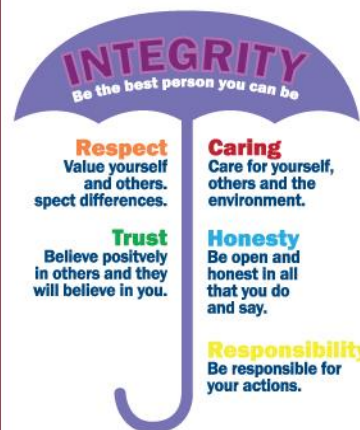 INTEGRITY
Be the best person you can be
Respect
Value yourself
and others.
spect differences.
Trust
Believe positvely
in others and they
will believe in you.
Caring
Care for yourself,
others and the
environment.
Honesty
Be open and
honest in all
that you do
and say.
Responsibility
Be responsible for
your actions.